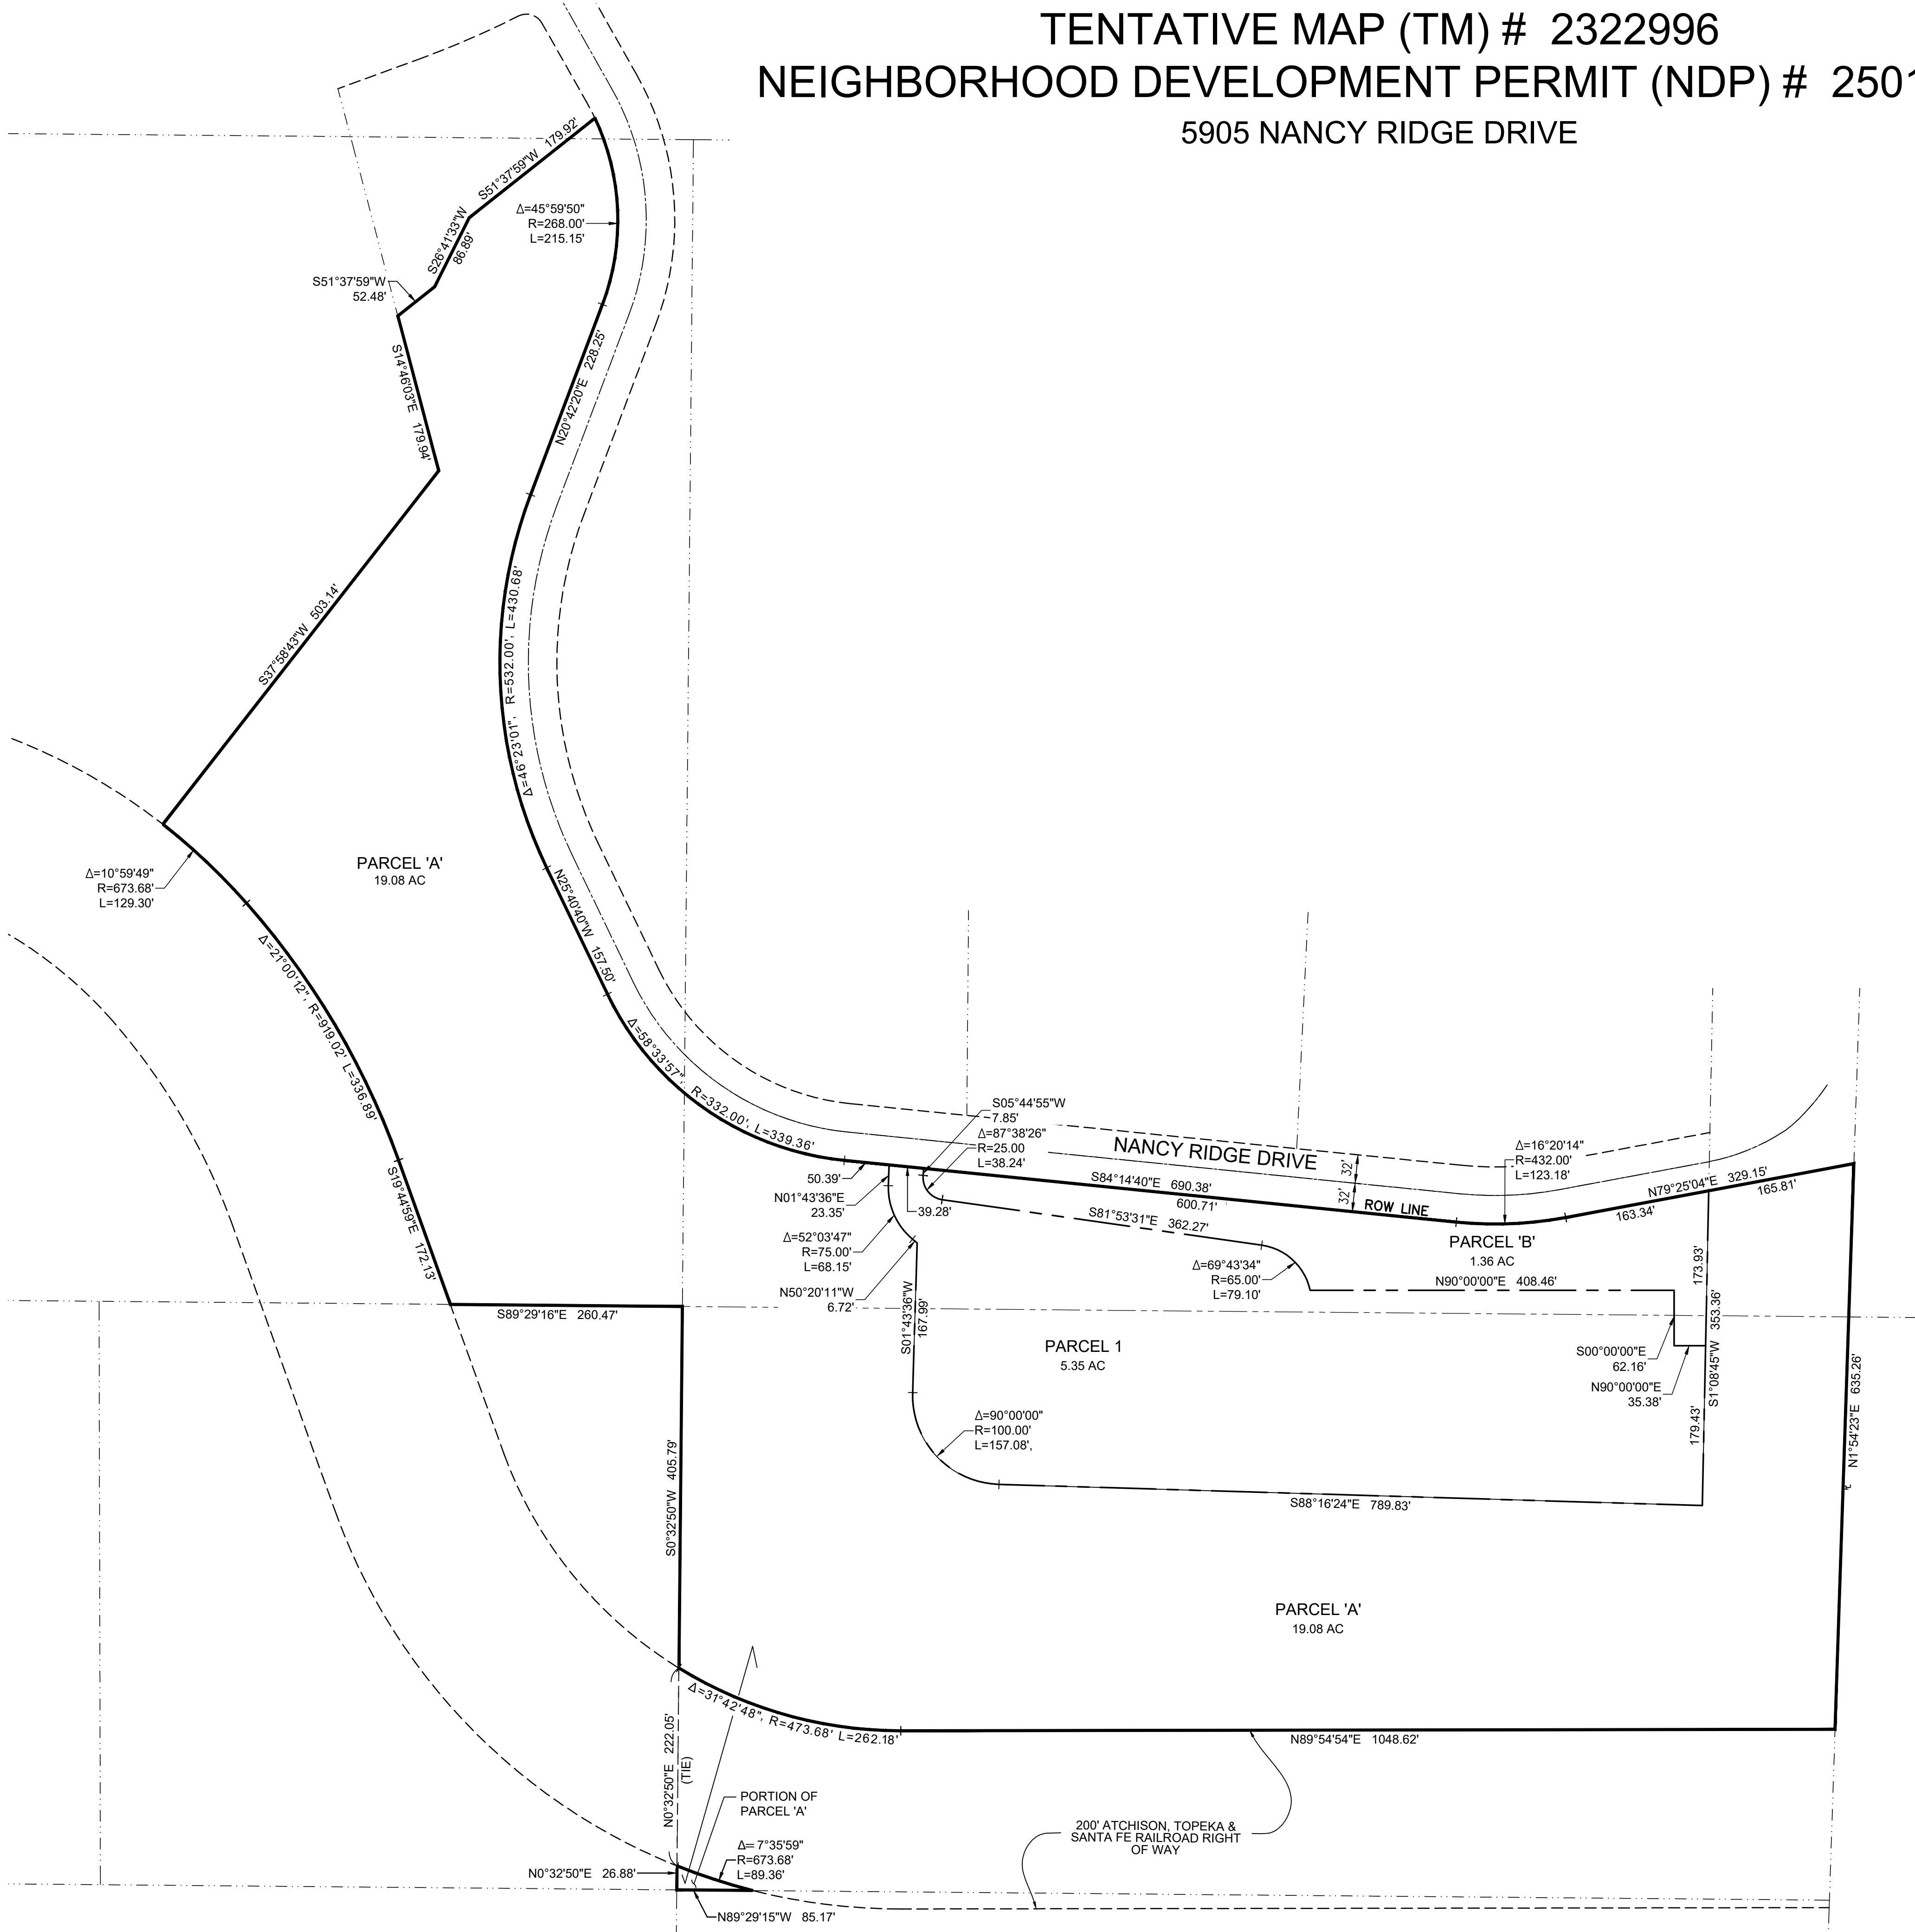 TENTATIVE MAP (TM) # 2322996
NEIGHBORHOOD DEVELOPMENT PERMIT (NDP) # 2501
5905 NANCY RIDGE DRIVE
S51°37'59"W 179.92'
Δ=45°59'50"
R=268.00'
L=215.15'
S26°41'33"W
86.89'
S51°37'59"W
52.48'
S14°46'03"E 179.94'
N20°42'20"E 228.25'
S37°58'43"W 503.14'
Δ=46°23'01", R=532.00', L=430.68'
PARCEL 'A'
19.08 AC
Δ=10°59'49"
R=673.68'
L=129.30'
N25°40'40"W 157.50'
Δ=21°00'12", R=919.02' L=336.89'
Δ=58°33'57", R=332.00', L=339.36'
S05°44'55"W
7.85'
Δ=87°38'26"
R=25.00
L=38.24'
NANCY RIDGE DRIVE
32'
32'
Δ=16°20'14"
R=432.00'
L=123.18'
S84°14'40"E 690.38'
600.71'
ROW LINE
N79°25'04"E 329.15'
165.81'
163.34'
50.39'
N01°43'36"E
23.35'
39.28'
S81°53'31"E 362.27'
S19°44'59"E 172.13'
Δ=52°03'47"
R=75.00'
L=68.15'
PARCEL 'B'
1.36 AC
Δ=69°43'34"
R=65.00'
L=79.10'
N90°00'00"E 408.46'
173.93'
N50°20'11"W
6.72'
S89°29'16"E 260.47'
S01°43'36"W
167.99'
PARCEL 1
5.35 AC
S00°00'00"E
62.16'
N90°00'00"E
35.38'
S1°08'45"W 353.36'
179.43'
N1°54'23"E 635.26'
Δ=90°00'00"
R=100.00'
L=157.08',
S0°32'50"W 405.79'
S88°16'24"E 789.83'
PARCEL 'A'
19.08 AC
Δ=31°42'48", R=473.68' L=262.18'
N89°54'54"E 1048.62'
N0°32'50"E 222.05'
(TIE)
PORTION OF
PARCEL 'A'
200' ATCHISON, TOPEKA &
SANTA FE RAILROAD RIGHT
OF WAY
Δ= 7°35'59"
R=673.68'
L=89.36'
N0°32'50"E 26.88'
N89°29'15"W 85.17'